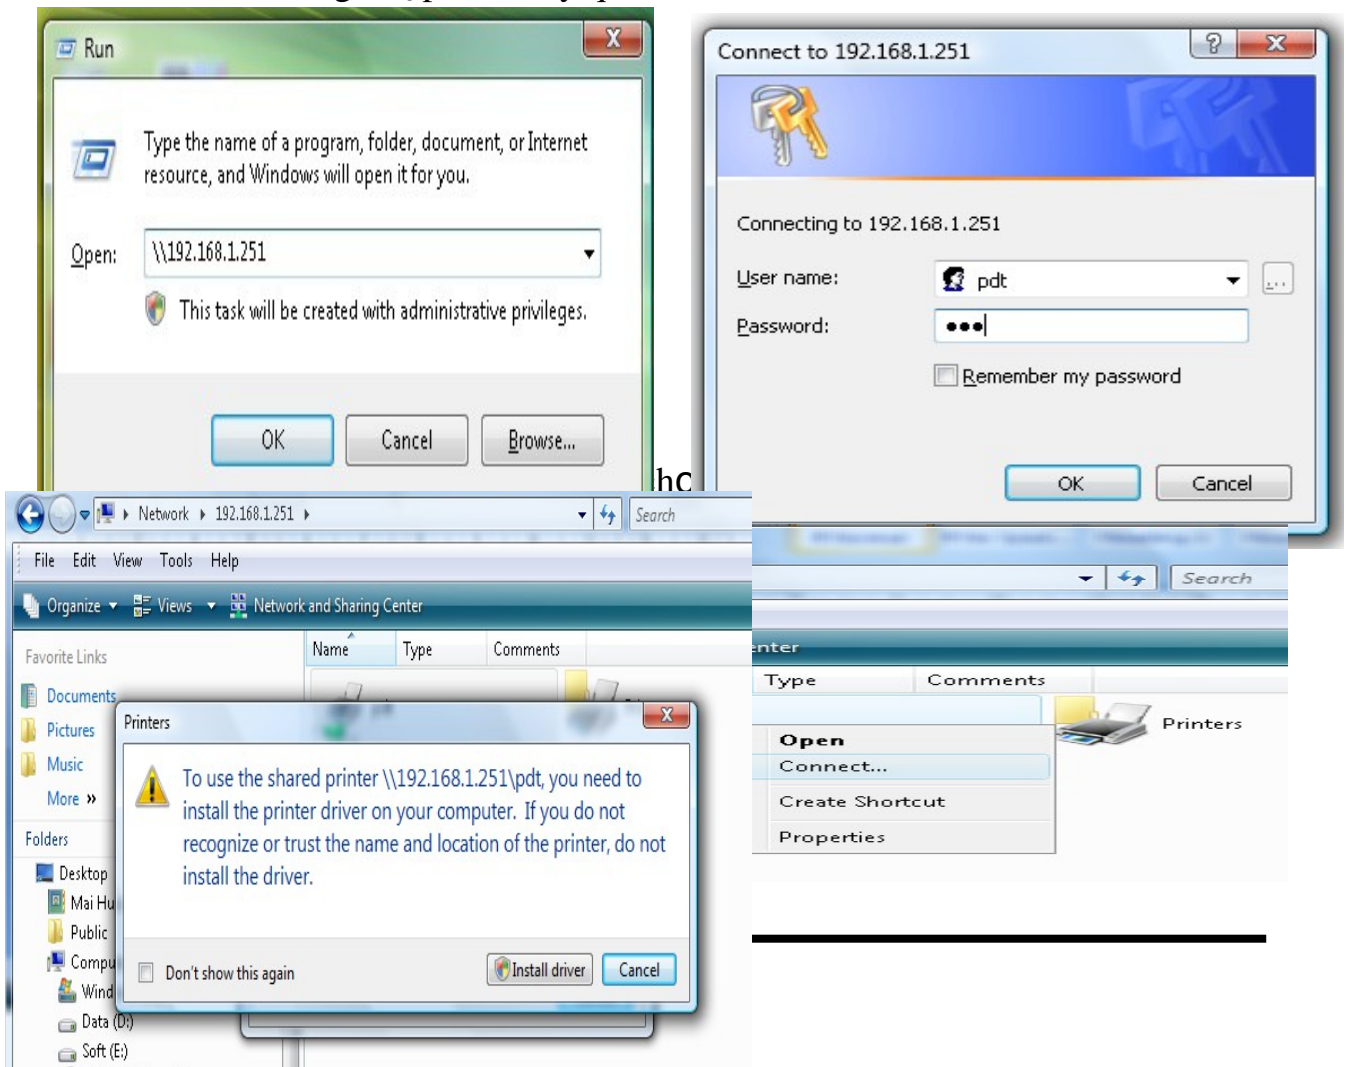 Run
Type the name of a program, folder, document, or Internet
resource, and Windows will open it for you.
Open:
\\192.168.1.251
This task will be created with administrative privileges.
OK
Cancel
Browse...
Connect to 192.168.1.251
Connecting to 192.168.1.251
User name:
pdt
Password:
Remember my password
OK
Cancel
Network
192.168.1.251
Search
File Edit View Tools Help
Organize
Views
Network and Sharing Center
Favorite Links
Documents
Pictures
Music
More »
Folders
Desktop
Mai Hu
Public
Compu
Wind
Data (D:)
Soft (E:)
Name
Type
Comments
Printers
To use the shared printer \\192.168.1.251\pdt, you need to
install the printer driver on your computer. If you do not
recognize or trust the name and location of the printer, do not
install the driver.
Don't show this again
Install driver
Cancel
Search
enter
Type
Comments
Printers
Open
Connect...
Create Shortcut
Properties